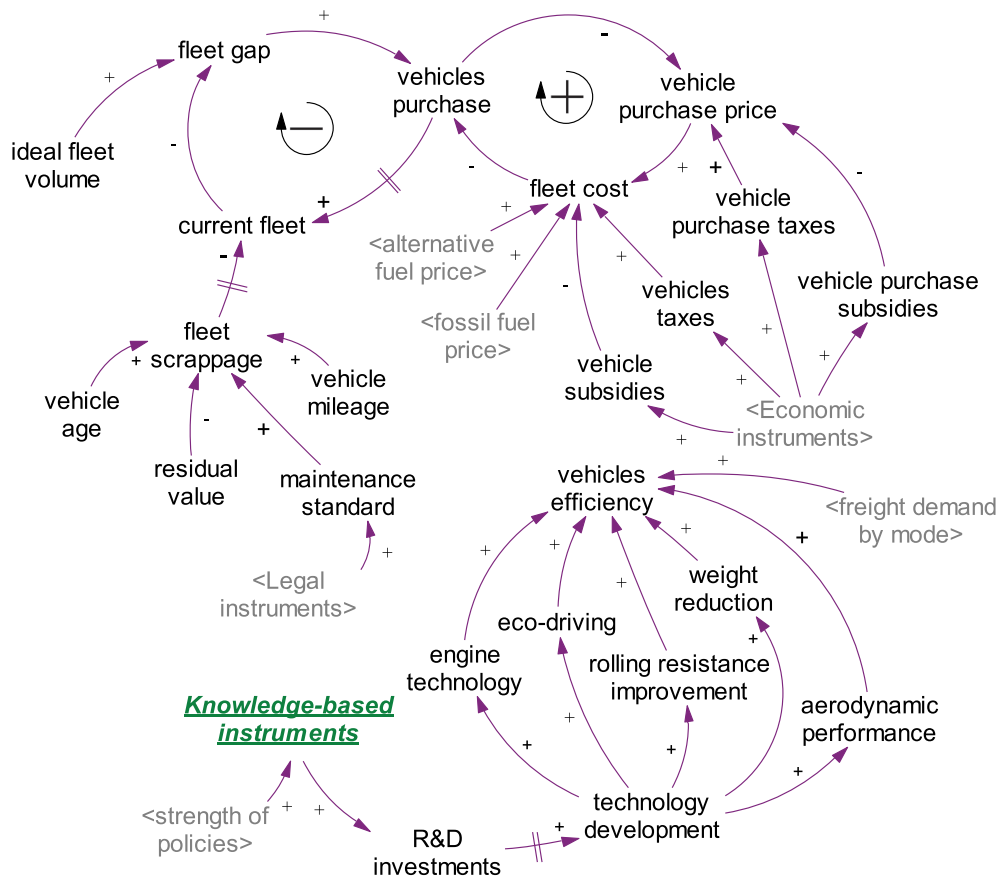 fleet gap
vehicles
purchase
vehicle
purchase price
ideal fleet
volume
fleet cost
current fleet
<alternative
fuel price>
vehicle
purchase taxes
<fossil fuel
price>
vehicles
taxes
vehicle purchase
subsidies
fleet
scrappage
vehicle
subsidies
vehicle
mileage
vehicle
age
<Economic
instruments>
residual
value
maintenance
standard
vehicles
efficiency
<freight demand
by mode>
<Legal
instruments>
weight
reduction
eco-driving
engine
technology
rolling resistance
improvement
Knowledge-based
instruments
aerodynamic
performance
<strength of
policies>
technology
development
R&D
investments